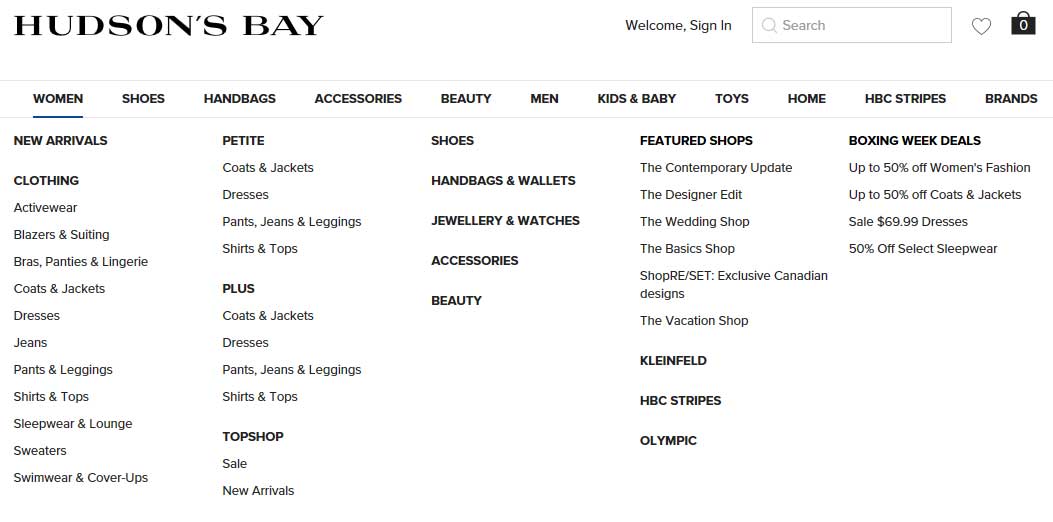 HUDSON'S BAY
Welcome, Sign In
Search
0
WOMEN
SHOES
HANDBAGS
ACCESSORIES
BEAUTY
MEN
KIDS & BABY
TOYS
HOME
HBC STRIPES
BRANDS
NEW ARRIVALS
CLOTHING
Activewear
Blazers & Suiting
Bras, Panties & Lingerie
Coats & Jackets
Dresses
Jeans
Pants & Leggings
Shirts & Tops
Sleepwear & Lounge
Sweaters
Swimwear & Cover-Ups
PETITE
Coats & Jackets
Dresses
Pants, Jeans & Leggings
Shirts & Tops
PLUS
Coats & Jackets
Dresses
Pants, Jeans & Leggings
Shirts & Tops
TOPSHOP
Sale
New Arrivals
SHOES
HANDBAGS & WALLETS
JEWELLERY & WATCHES
ACCESSORIES
BEAUTY
FEATURED SHOPS
The Contemporary Update
The Designer Edit
The Wedding Shop
The Basics Shop
ShopRE/SET: Exclusive Canadian
designs
The Vacation Shop
KLEINFELD
HBC STRIPES
OLYMPIC
BOXING WEEK DEALS
Up to 50% off Women's Fashion
Up to 50% off Coats & Jackets
Sale $69.99 Dresses
50% Off Select Sleepwear